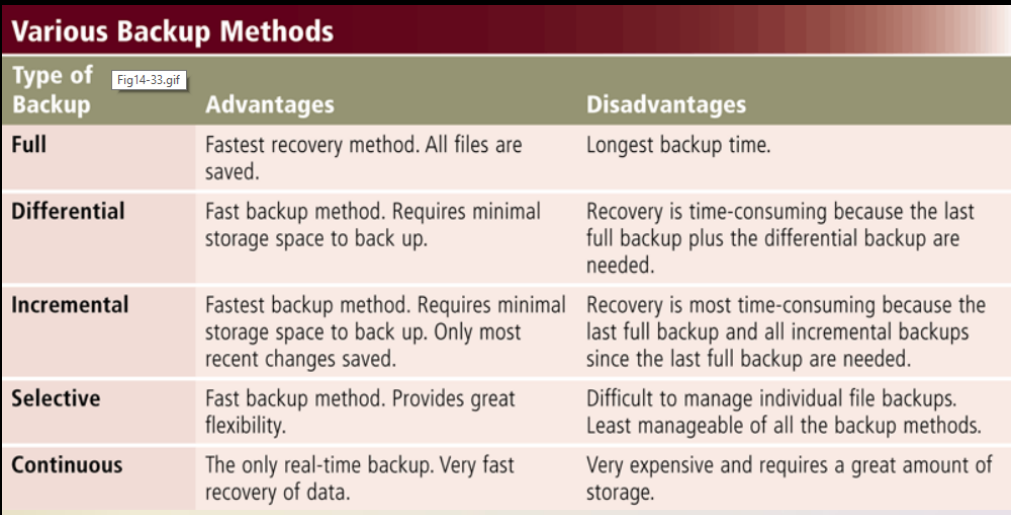 Various Backup Methods
Type of
Backup
Fig14-33.gif
Advantages
Disadvantages
Full
Fastest recovery method. All files are
saved.
Longest backup time.
Differential
Fast backup method. Requires minimal
storage space to back up.
Recovery is time-consuming because the last
full backup plus the differential backup are
needed.
Incremental
Fastest backup method. Requires minimal
storage space to back up. Only most
recent changes saved.
Recovery is most time-consuming because the
last full backup and all incremental backups
since the last full backup are needed.
Selective
Fast backup method. Provides great
flexibility.
Difficult to manage individual file backups.
Least manageable of all the backup methods.
Continuous
The only real-time backup. Very fast
recovery of data.
Very expensive and requires a great amount of
storage.